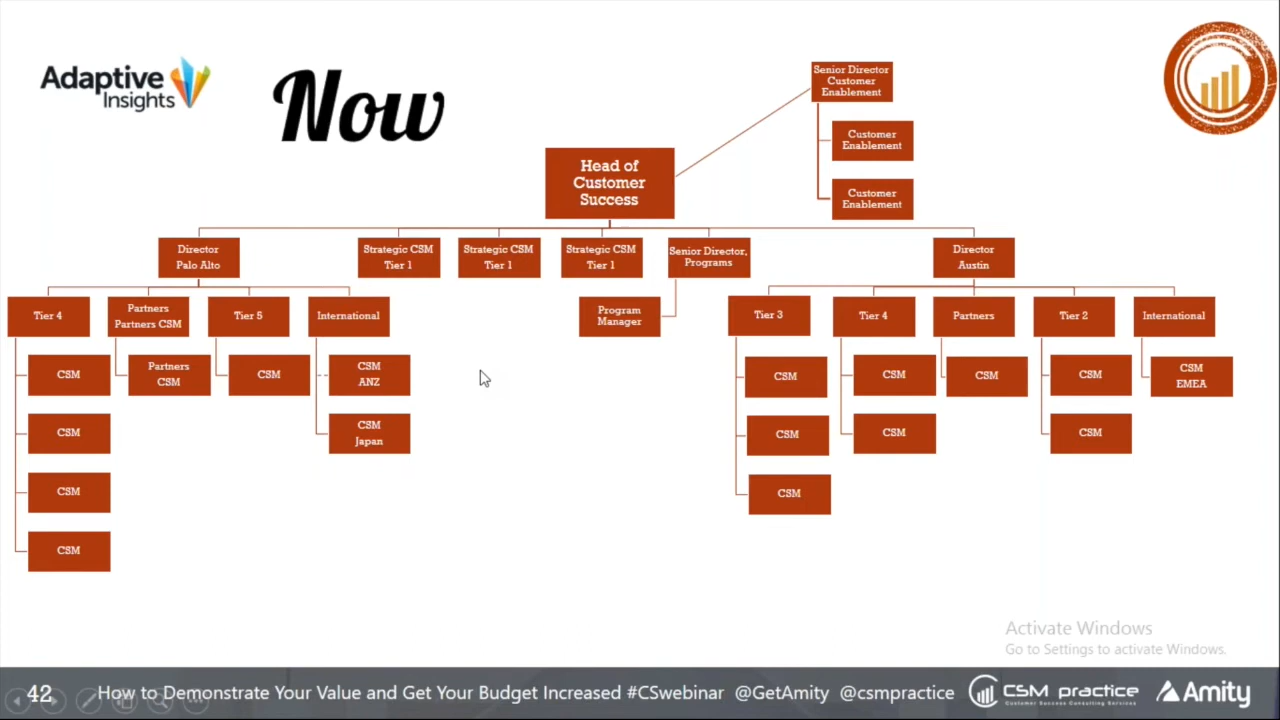 Adaptive
Insights
Now
Senior Director
Customer
Enablement
Customer
Enablement
Customer
Enablement
Head of
Customer
Success
Director
Palo Alto
Strategic CSM
Tier 1
Strategic CSM
Tier 1
Strategic CSM
Tier 1
Senior Director,
Programs
Director
Austin
Tier 4
Partners
Partners CSM
Tier 5
International
Program
Manager
Tier 3
Tier 4
Partners
Tier 2
International
CSM
Partners
CSM
CSM
CSM
ANZ
CSM
CSM
CSM
CSM
CSM
EMEA
CSM
CSM
Japan
CSM
CSM
CSM
CSM
CSM
CSM
Activate Windows
Go to Settings to activate Windows.
42
How to Demonstrate Your Value and Get Your Budget Increased #CSwebinar @GetAmity @csmpractice
CSM practice
Customer Success Consulting Services
Amity